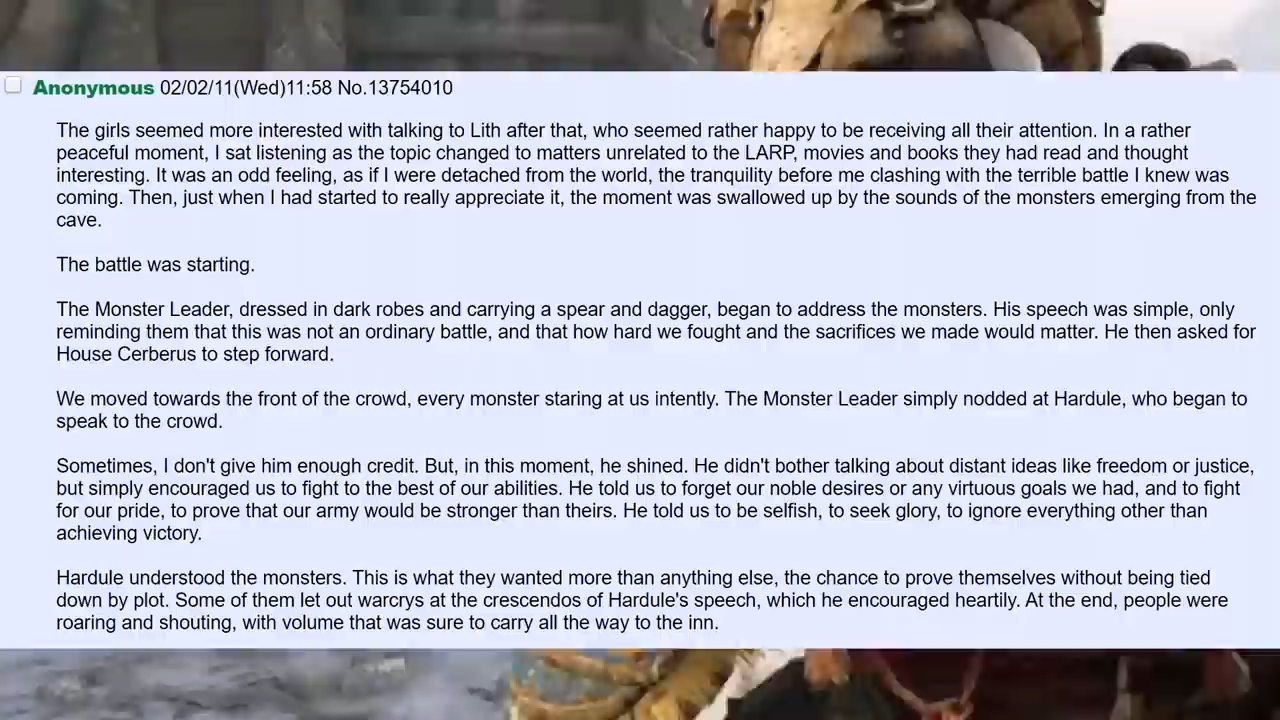 Anonymous 02/02/11(Wed)11:58 No.13754010
The girls seemed more interested with talking to Lith after that, who seemed rather happy to be receiving all their attention. In a rather
peaceful moment, I sat listening as the topic changed to matters unrelated to the LARP, movies and books they had read and thought
interesting. It was an odd feeling, as if I were detached from the world, the tranquility before me clashing with the terrible battle I knew was
coming. Then, just when I had started to really appreciate it, the moment was swallowed up by the sounds of the monsters emerging from the
cave.
The battle was starting.
The Monster Leader, dressed in dark robes and carrying a spear and dagger, began to address the monsters. His speech was simple, only
reminding them that this was not an ordinary battle, and that how hard we fought and the sacrifices we made would matter. He then asked for
House Cerberus to step forward.
We moved towards the front of the crowd, every monster staring at us intently. The Monster Leader simply nodded at Hardule, who began to
speak to the crowd.
Sometimes, I don't give him enough credit. But, in this moment, he shined. He didn't bother talking about distant ideas like freedom or justice,
but simply encouraged us to fight to the best of our abilities. He told us to forget our noble desires or any virtuous goals we had, and to fight
for our pride, to prove that our army would be stronger than theirs. He told us to be selfish, to seek glory, to ignore everything other than
achieving victory.
Hardule understood the monsters. This is what they wanted more than anything else, the chance to prove themselves without being tied
down by plot. Some of them let out warcrys at the crescendos of Hardule's speech, which he encouraged heartily. At the end, people were
roaring and shouting, with volume that was sure to carry all the way to the inn.